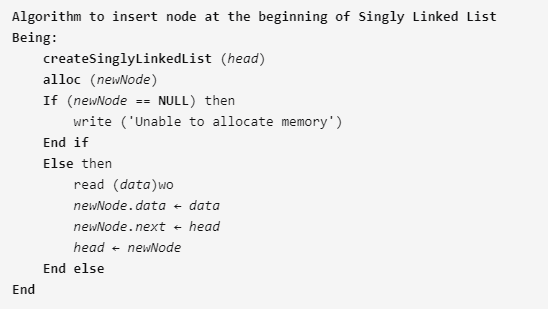 Algorithm to insert node at the beginning of Singly Linked List
Being:
createSinglyLinkedList (head)
alloc (newNode)
If (newNode == NULL) then
write ('Unable to allocate memory')
End if
Else then
read (data)wo
newNode.data ← data
newNode.next ← head
head ← newNode
End else
End